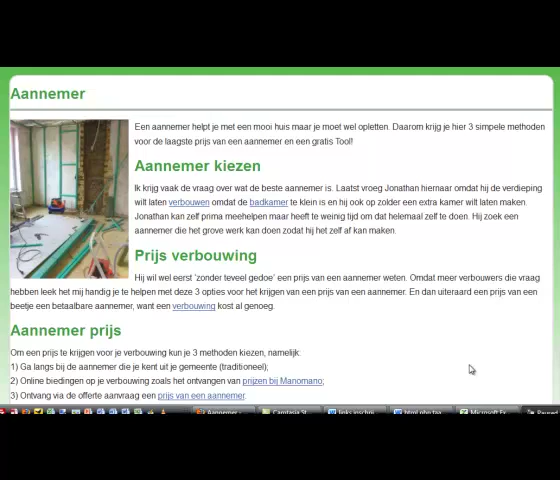 Aannemer
Een aannemer helpt je met een mooi huis maar je moet wel opletten. Daarom krijg je hier 3 simpele methoden
voor de laagste prijs van een aannemer en een gratis Tool!
Aannemer kiezen
Ik krijg vaak de vraag over wat de beste aannemer is. Laatst vroeg Jonathan hiernaar omdat hij de verdieping
wilt laten verbouwen omdat de badkamer te klein is en hij ook op zolder een extra kamer wilt laten maken.
Jonathan kan zelf prima meehelpen maar heeft te weinig tijd om dat helemaal zelf te doen. Hij zoek een
aannemer die het grove werk kan doen zodat hij het zelf af kan maken.
Prijs verbouwing
Hij wil wel eerst ‘zonder teveel gedoe’ een prijs van een aannemer weten. Omdat meer verbouwers die vraag
hebben leek het mij handig je te helpen met deze 3 opties voor het krijgen van een prijs van een aannemer. En dan uiteraard een prijs van een
beetje een betaalbare aannemer, want een verbouwing kost al genoeg.
Aannemer prijs
Om een prijs te krijgen voor je verbouwing kun je 3 methoden kiezen, namelijk:
1) Ga langs bij de aannemer die je kent uit je gemeente (traditioneel);
2) Online biedingen op je verbouwing zoals het ontvangen van prijzen bij Manomano;
3) Ontvang via de offerte aanvraag een prijs van een aannemer.
Aannemer - Camtasia St links inschrij html php faa Microsoft Ex Paused